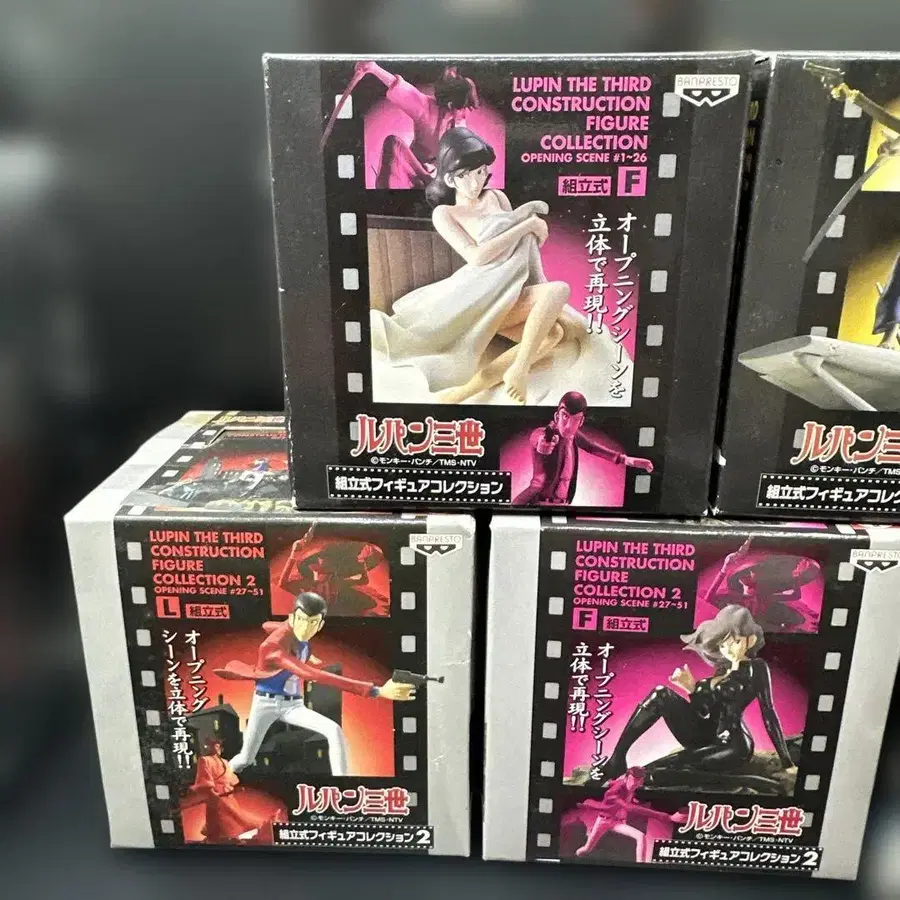 LUPIN THE THIRD
CONSTRUCTION
FIGURE
COLLECTION
OPENING SCENE #1~26
組立式 F
BANPRESTO
オープニングシーンを
立体で再現!!
ルパン三世
©モンキー・パンチ/TMS・NTV
組立式フィギュアコレクション
ルパン三世
©モンキー・パンチ/TMS・N
組立式フィギュアコレク
LUPIN THE THIRD
CONSTRUCTION
FIGURE
COLLECTION 2
OPENING SCENE #27~51
L 組立式
BANPRESTO
オープニング
シーンを立体で再現!!
ルパン三世
©モンキー・パンチ/TMS・NTV
組立式フィギュアコレクション2
LUPIN THE THIRD
CONSTRUCTION
FIGURE
COLLECTION 2
OPENING SCENE #27~51
F 組立式
BANPRESTO
オープニングシーンを
立体で再現!!
ルパン三世
©モンキー・パンチ/TMS・NTV
組立式フィギュアコレクション2